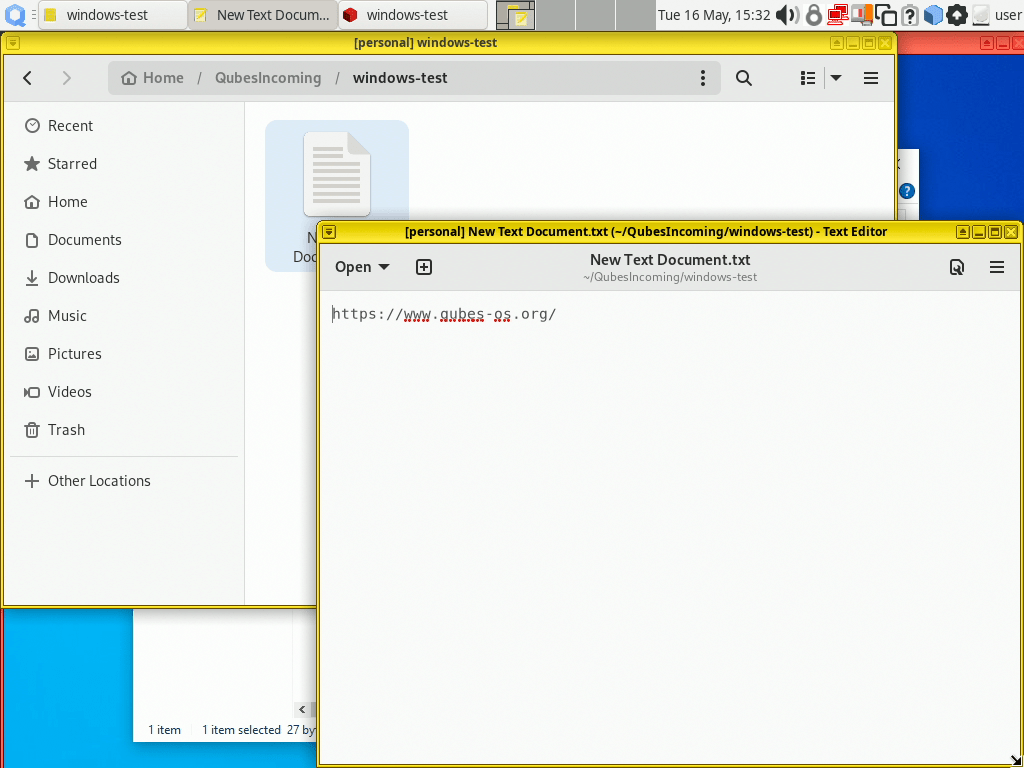 windows-test
New Text Docum...
windows-test
Tue 16 May, 15:32
user
[personal] windows-test
Home / QubesIncoming / windows-test
Recent
Starred
Home
Documents
Downloads
Music
Pictures
Videos
Trash
Other Locations
[personal] New Text Document.txt (~/QubesIncoming/windows-test) - Text Editor
Open
New Text Document.txt
~/QubesIncoming/windows-test
https://www.qubes-os.org/
1 item
1 item selected 27 by